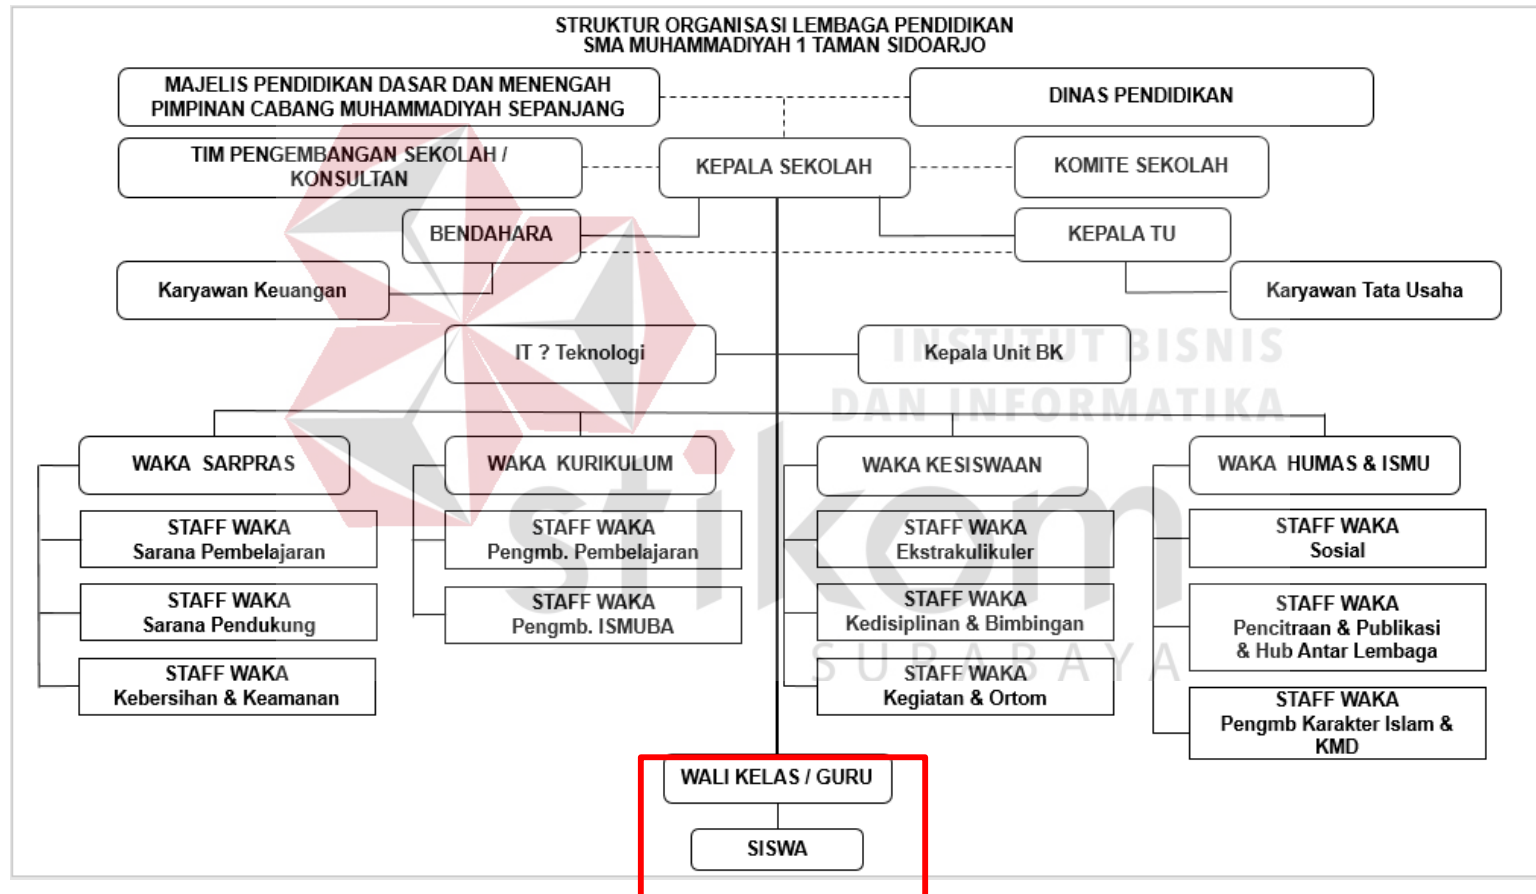 STRUKTUR ORGANISASI LEMBAGA PENDIDIKAN
SMA MUHAMMADIYAH 1 TAMAN SIDOARJO
MAJELIS PENDIDIKAN DASAR DAN MENENGAH
PIMPINAN CABANG MUHAMMADIYAH SEPANJANG
DINAS PENDIDIKAN
TIM PENGEMBANGAN SEKOLAH /
KONSULTAN
KEPALA SEKOLAH
KOMITE SEKOLAH
BENDAHARA
KEPALA TU
Karyawan Keuangan
Karyawan Tata Usaha
IT ? Teknologi
Kepala Unit BK
INSTITUT BISNIS
DAN INFORMATIKA
stikom
SURABAYA
WAKA SARPRAS
STAFF WAKA
Sarana Pembelajaran
STAFF WAKA
Sarana Pendukung
STAFF WAKA
Kebersihan & Keamanan
WAKA KURIKULUM
STAFF WAKA
Pengmb. Pembelajaran
STAFF WAKA
Pengmb. ISMUBA
WAKA KESISWAAN
STAFF WAKA
Ekstrakulikuler
STAFF WAKA
Kedisiplinan & Bimbingan
STAFF WAKA
Kegiatan & Ortom
WAKA HUMAS & ISMU
STAFF WAKA
Sosial
STAFF WAKA
Pencitraan & Publikasi
& Hub Antar Lembaga
STAFF WAKA
Pengmb Karakter Islam &
KMD
WALI KELAS / GURU
SISWA